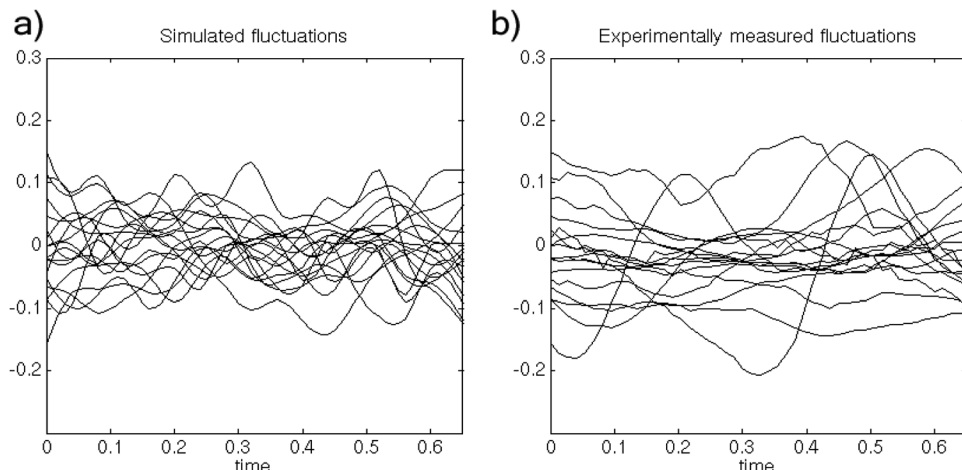 a)
Simulated fluctuations
0.3
0.2
0.1
0
-0.1
-0.2
0 0.1 0.2 0.3 0.4 0.5 0.6
time
b)
Experimentally measured fluctuations
0.3
0.2
0.1
0
-0.1
-0.2
0 0.1 0.2 0.3 0.4 0.5 0.6
time